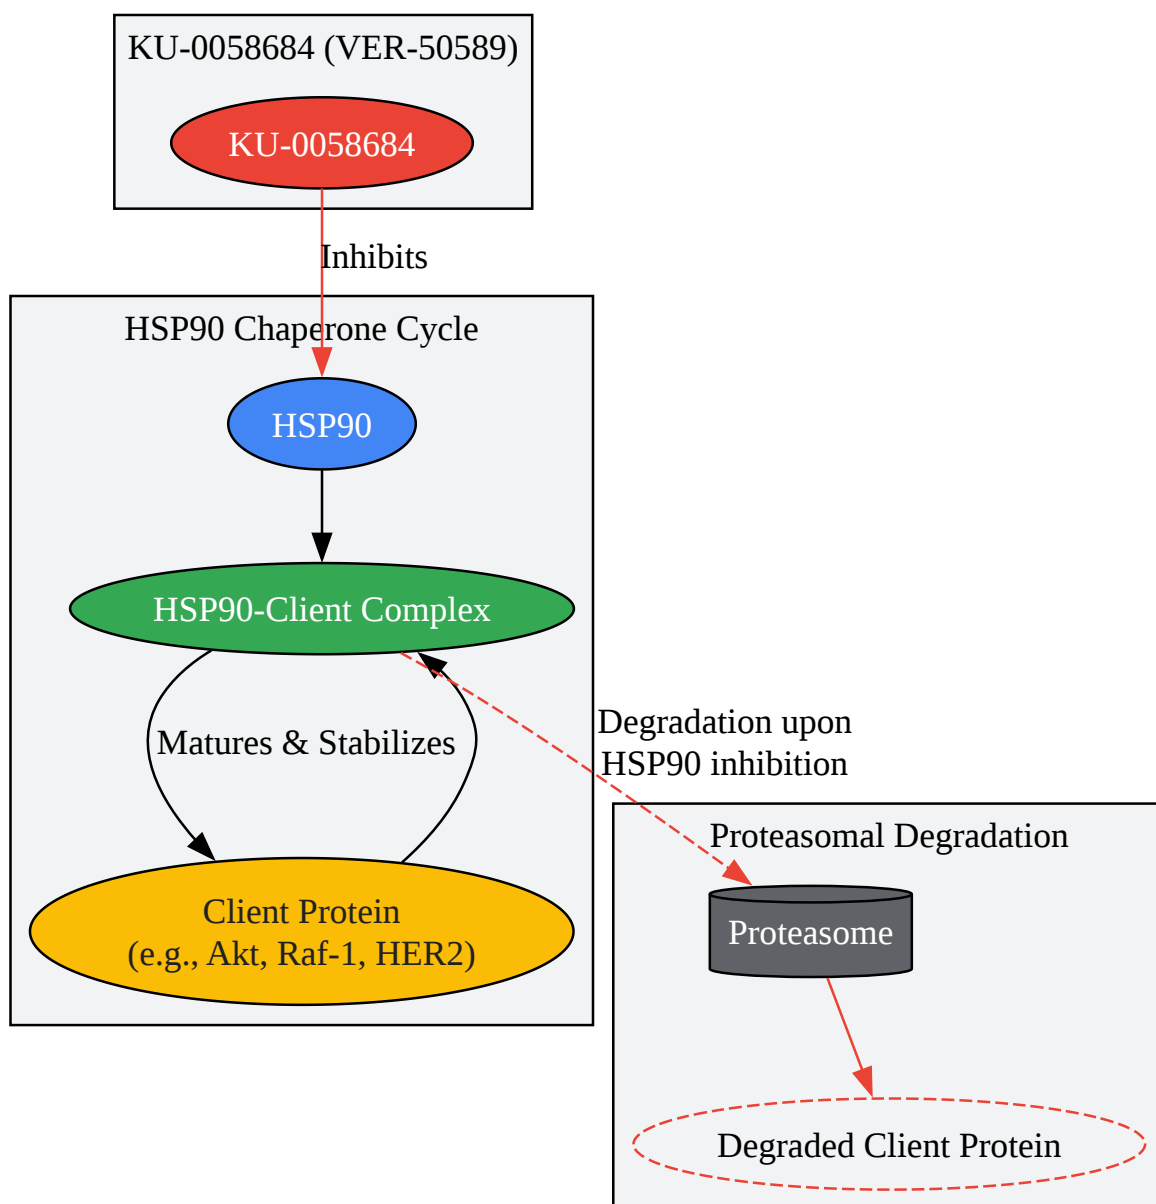 KU-0058684 (VER-50589)
KU-0058684
Inhibits
HSP90 Chaperone Cycle
HSP90
HSP90-Client Complex
Matures & Stabilizes
Degradation upon
HSP90 inhibition
Client Protein
(e.g., Akt, Raf-1, HER2)
Proteasomal Degradation
Proteasome
Degraded Client Protein